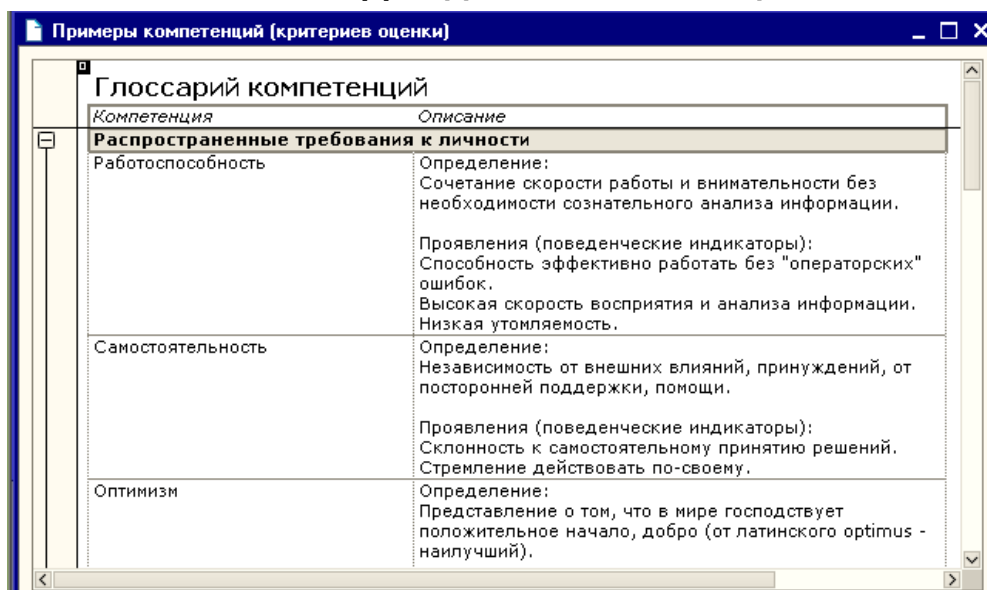 Примеры компетенций (критериев оценки)
Глоссарий компетенций
Компетенция Описание
Распространенные требования к личности
Работоспособность Определение:
Сочетание скорости работы и внимательности без
необходимости сознательного анализа информации.
Проявления (поведенческие индикаторы):
Способность эффективно работать без "операторских"
ошибок.
Высокая скорость восприятия и анализа информации.
Низкая утомляемость.
Самостоятельность Определение:
Независимость от внешних влияний, принуждений, от
посторонней поддержки, помощи.
Проявления (поведенческие индикаторы):
Склонность к самостоятельному принятию решений.
Стремление действовать по-своему.
Оптимизм Определение:
Представление о том, что в мире господствует
положительное начало, добро (от латинского optimus -
наилучший).